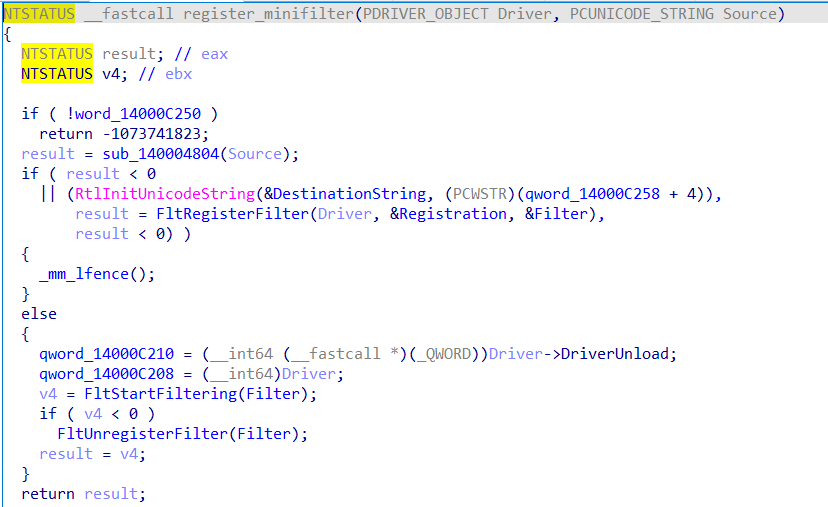 NTSTATUS __fastcall register_minifilter(PDRIVER_OBJECT Driver, PCUNICODE_STRING Source)
{
  NTSTATUS result; // eax
  NTSTATUS v4; // ebx

  if ( !word_14000C250 )
    return -1073741823;
  result = sub_140004804(Source);
  if ( result < 0
    || (RtlInitUnicodeString(&DestinationString, (PCWSTR)(qword_14000C258 + 4)),
        result = FltRegisterFilter(Driver, &Registration, &Filter),
        result < 0) )
  {
    _mm_lfence();
  }
  else
  {
    qword_14000C210 = (__int64 (__fastcall *)(_QWORD))Driver->DriverUnload;
    qword_14000C208 = (__int64)Driver;
    v4 = FltStartFiltering(Filter);
    if ( v4 < 0 )
      FltUnregisterFilter(Filter);
    result = v4;
  }
  return result;